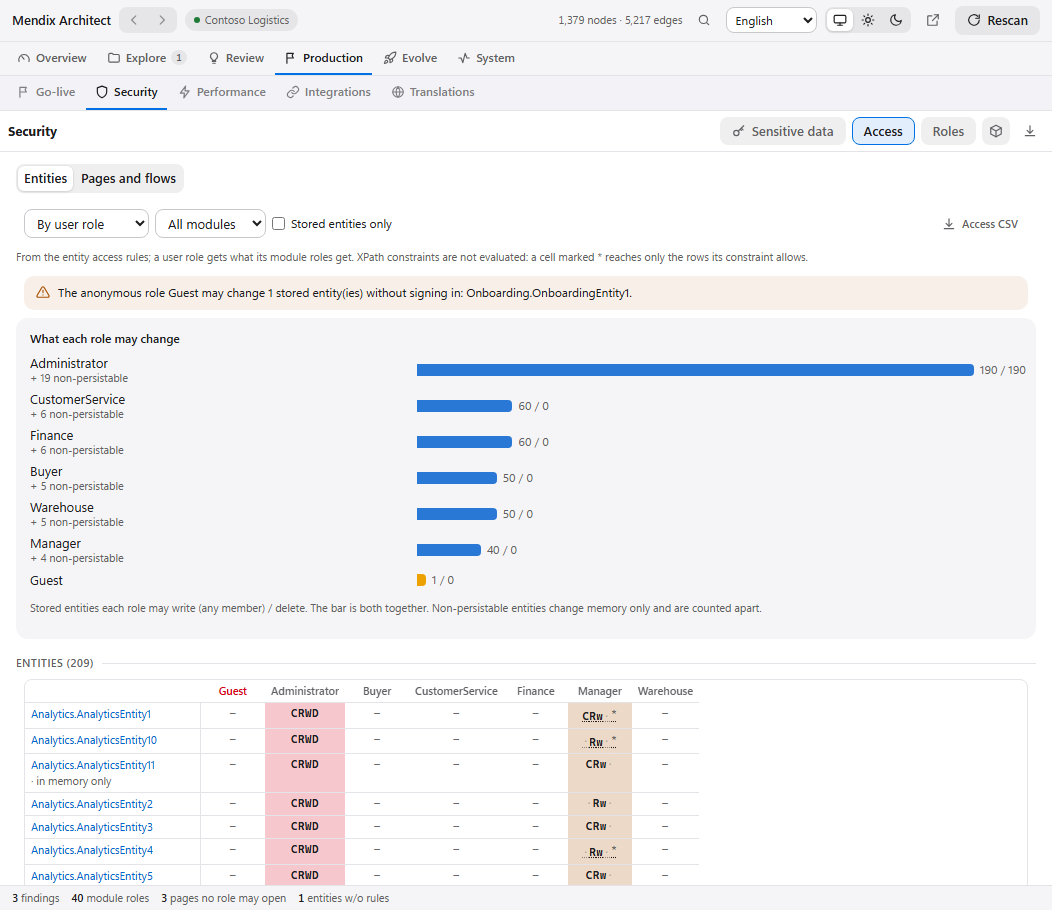 Mendix Architect
Contoso Logistics
1,379 nodes · 5,217 edges
English
Rescan
Overview
Explore 1
Review
Production
Evolve
System
Go-live
Security
Performance
Integrations
Translations
Security
Sensitive data
Access
Roles
Entities
Pages and flows
By user role
All modules
Stored entities only
Access CSV
From the entity access rules; a user role gets what its module roles get. XPath constraints are not evaluated: a cell marked * reaches only the rows its constraint allows.
The anonymous role Guest may change 1 stored entity(ies) without signing in: Onboarding.OnboardingEntity1.
What each role may change
Administrator
+ 19 non-persistable
190 / 190
CustomerService
+ 6 non-persistable
60 / 0
Finance
+ 6 non-persistable
60 / 0
Buyer
+ 5 non-persistable
50 / 0
Warehouse
+ 5 non-persistable
50 / 0
Manager
+ 4 non-persistable
40 / 0
Guest
1 / 0
Stored entities each role may write (any member) / delete. The bar is both together. Non-persistable entities change memory only and are counted apart.
ENTITIES (209)
Guest Administrator Buyer CustomerService Finance Manager Warehouse
Analytics.AnalyticsEntity1 – CRWD – – – CRw· * –
Analytics.AnalyticsEntity10 – CRWD – – – ·Rw· * –
Analytics.AnalyticsEntity11 – CRWD – – – CRw· –
· in memory only
Analytics.AnalyticsEntity2 – CRWD – – – ·Rw· –
Analytics.AnalyticsEntity3 – CRWD – – – CRw· –
Analytics.AnalyticsEntity4 – CRWD – – – ·Rw· * –
Analytics.AnalyticsEntity5 – CRWD – – – CRw· –
3 findings 40 module roles 3 pages no role may open 1 entities w/o rules